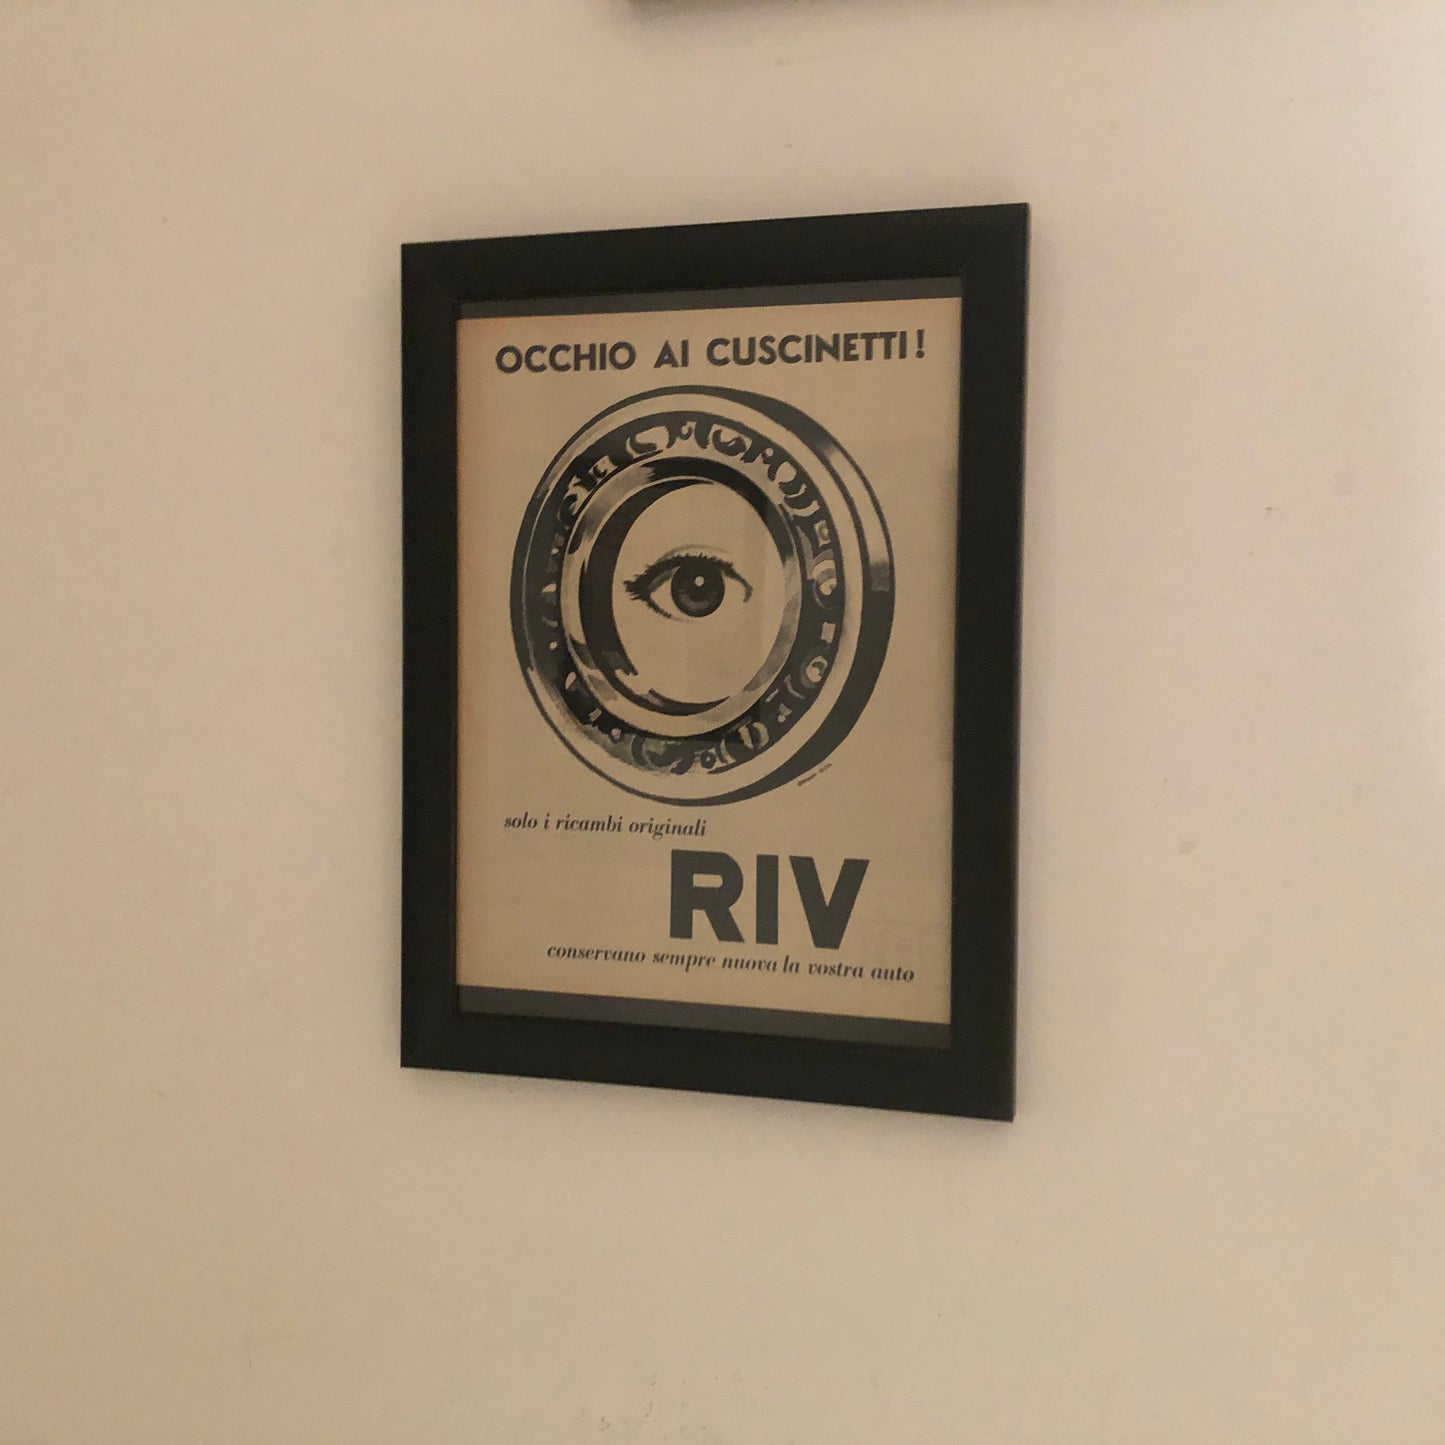 OCCHIO AI CUSCINETTI!
solo i ricambi originali
RIV
conservano sempre nuova la vostra auto